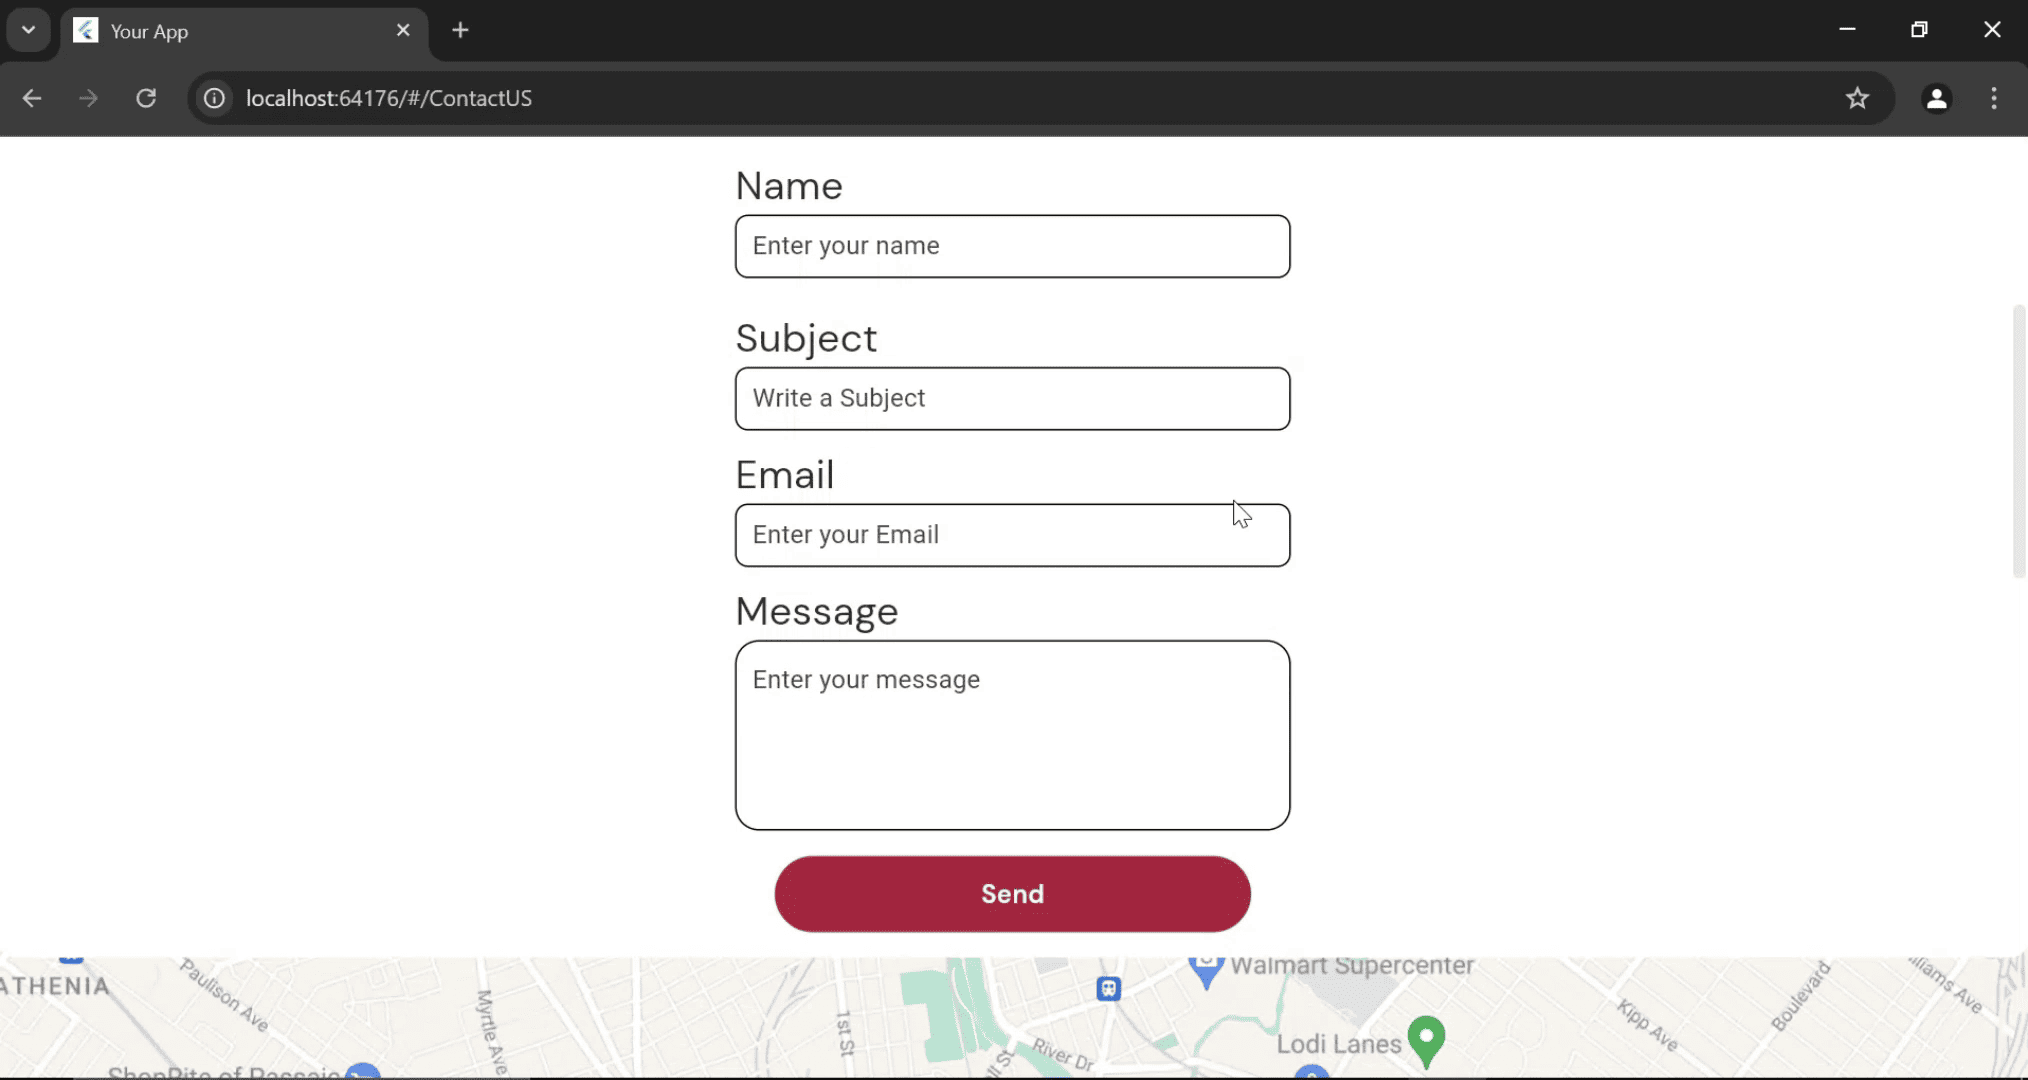 Your App
localhost:64176/#/ContactUS
Name
Enter your name
Subject
Write a Subject
Email
Enter your Email
Message
Enter your message
Send
Walmart Supercenter
ATHENIA
Paulison Ave
Myrtle Ave
1st St
River Dr
Lodi Lanes
Kipp Ave
Boulevard
lliams Ave
ShopRite of Passaic